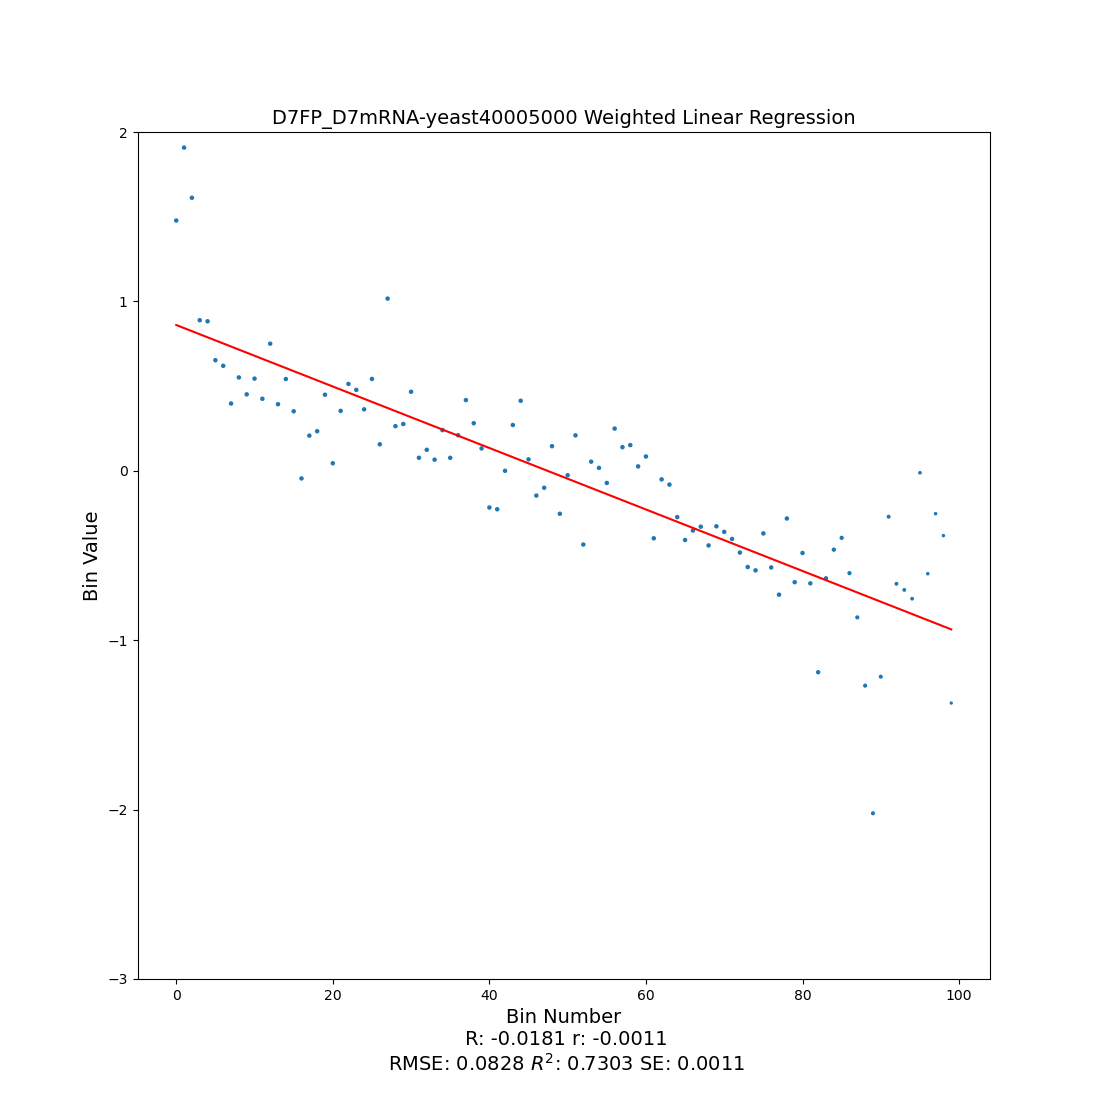 D7FP_D7mRNA-yeast40005000 Weighted Linear Regression
2
1
0
−1
−2
−3
Bin Value
0 20 40 60 80 100
Bin Number
R: -0.0181 r: -0.0011
RMSE: 0.0828 R²: 0.7303 SE: 0.0011